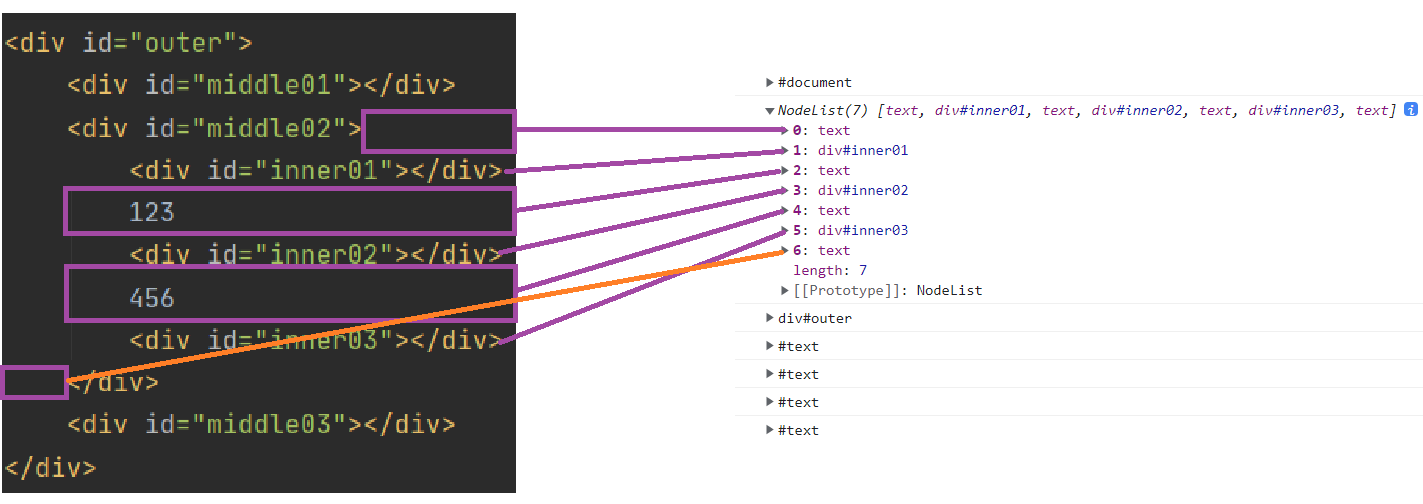 <div id="outer">
<div id="middle01"></div>
<div id="middle02">
<div id="inner01"></div>
123
<div id="inner02"></div>
456
<div id="inner03"></div>
</div>
<div id="middle03"></div>
</div>
#document
NodeList(7) [text, div#inner01, text, div#inner02, text, div#inner03, text] i
0: text
1: div#inner01
2: text
3: div#inner02
4: text
5: div#inner03
6: text
length: 7
[[Prototype]]: NodeList
div#outer
#text
#text
#text
#text